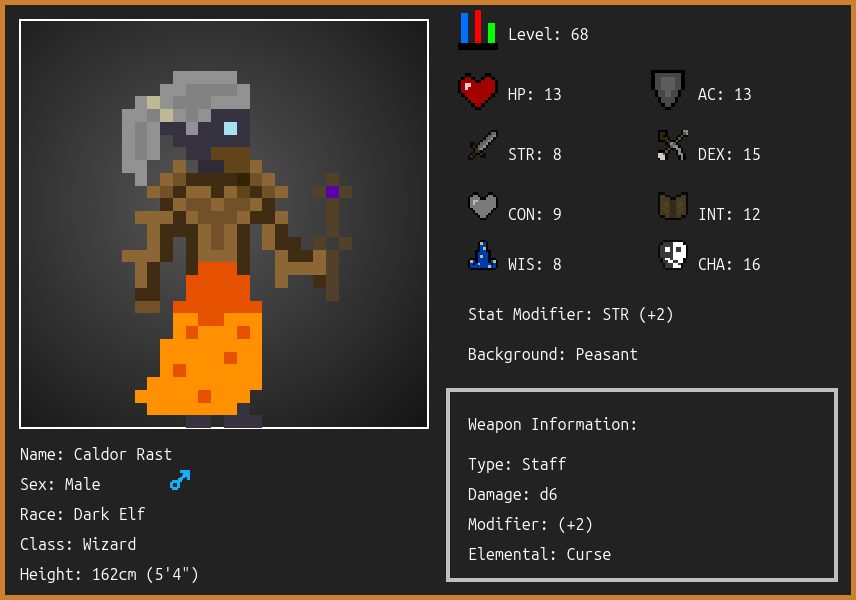 Level: 68
HP: 13
AC: 13
STR: 8
DEX: 15
CON: 9
INT: 12
WIS: 8
CHA: 16
Stat Modifier: STR (+2)
Background: Peasant
Weapon Information:
Type: Staff
Damage: d6
Modifier: (+2)
Elemental: Curse
Name: Caldor Rast
Sex: Male
Race: Dark Elf
Class: Wizard
Height: 162cm (5'4")